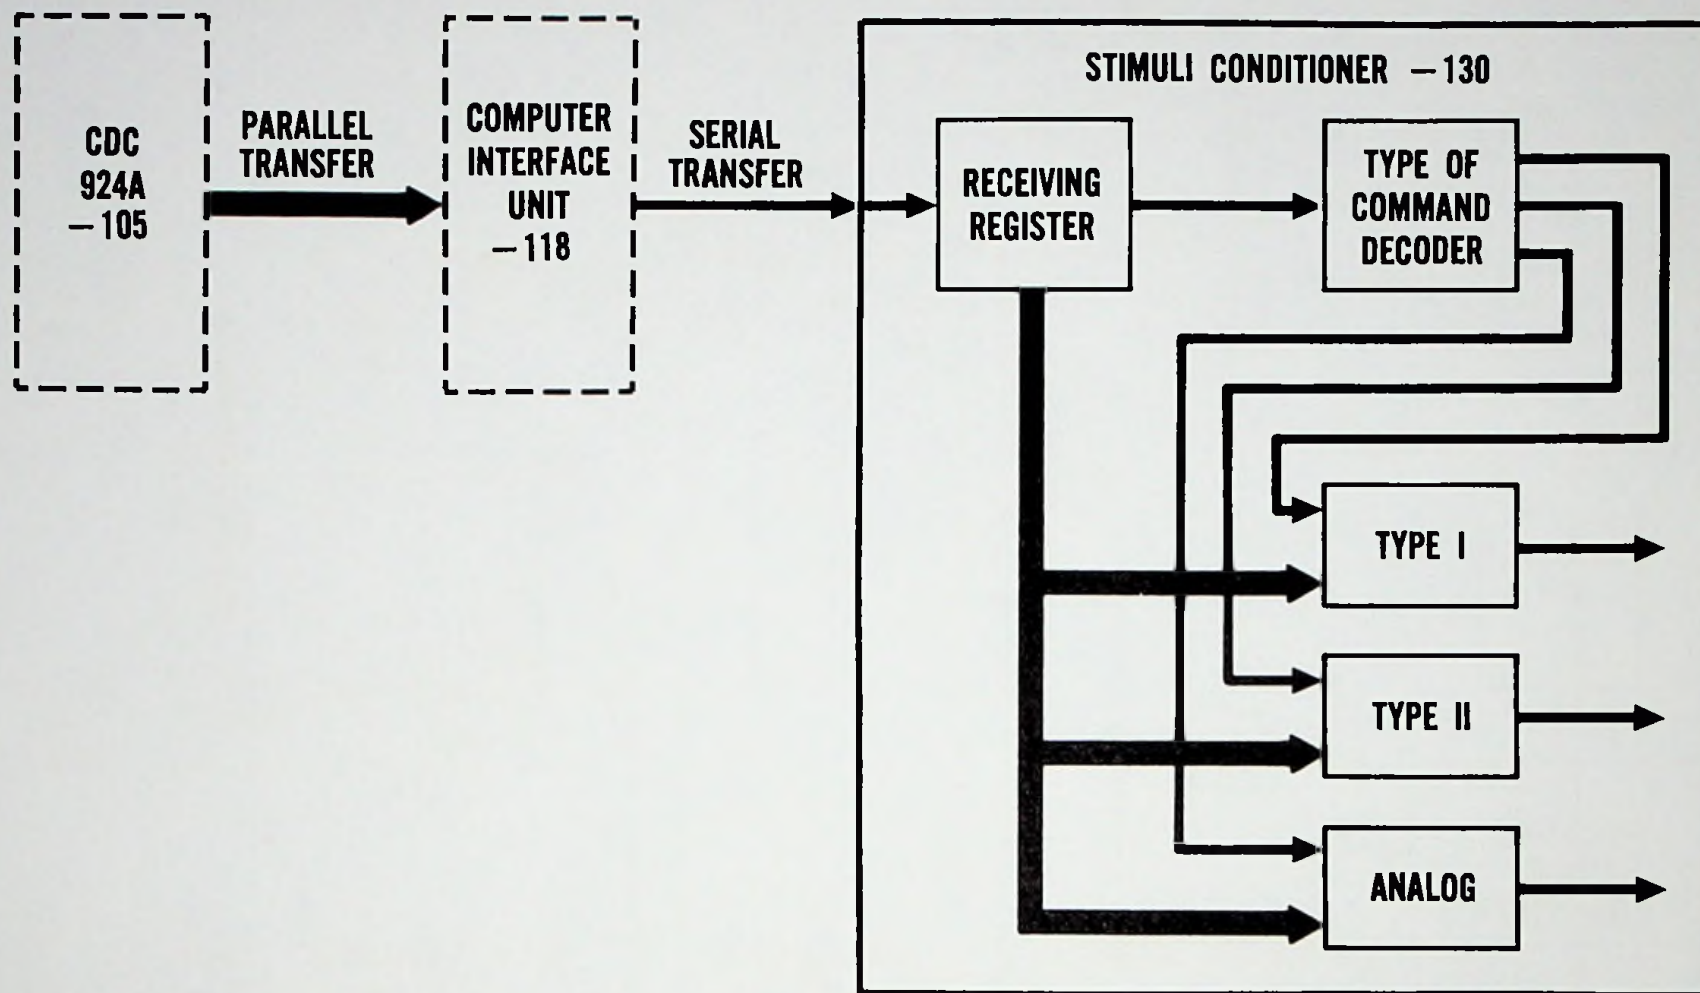 CDC
924A
—105
PARALLEL
TRANSFER
COMPUTER
INTERFACE
UNIT
—118
SERIAL
TRANSFER
STIMULI CONDITIONER —130
RECEIVING
REGISTER
TYPE OF
COMMAND
DECODER
TYPE I
TYPE II
ANALOG